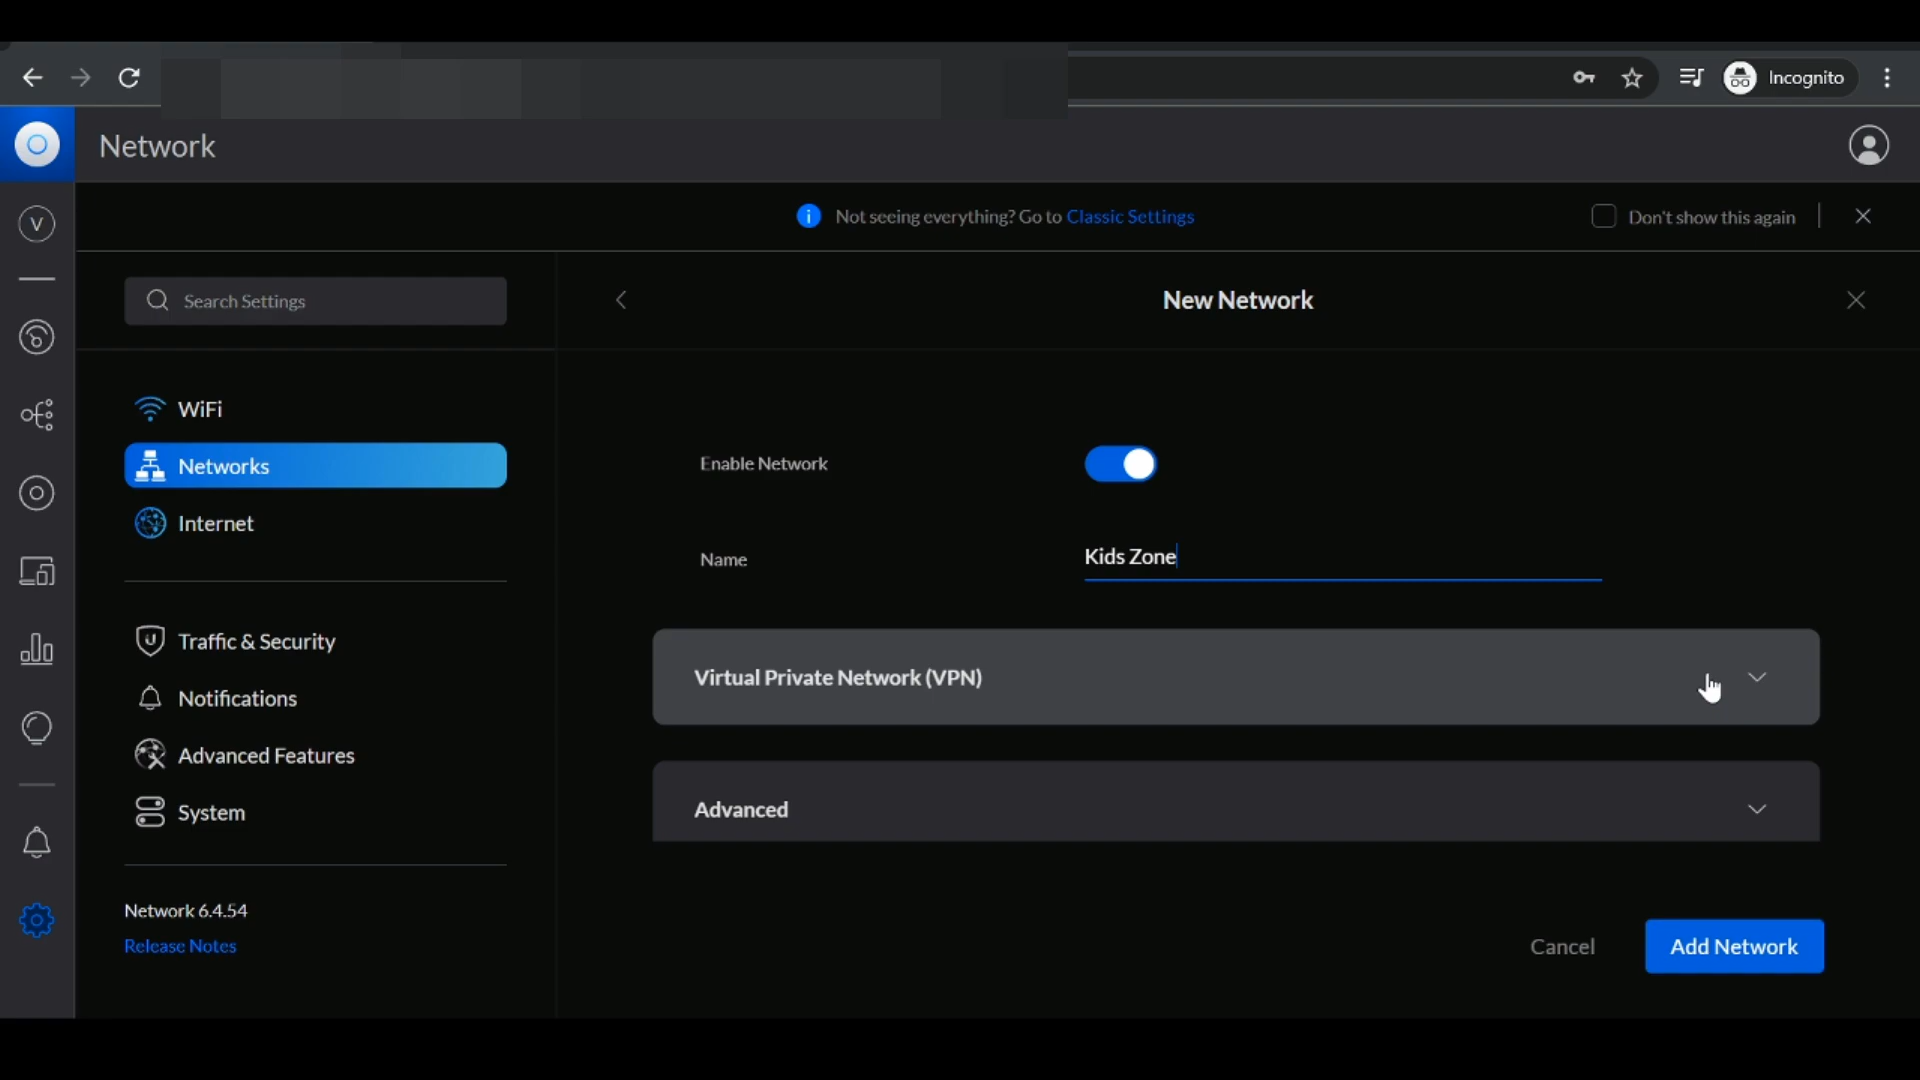 Incognito
Network
V
Not seeing everything? Go to Classic Settings
Don't show this again
Search Settings
New Network
WiFi
Networks
Internet
Enable Network
Name
Kids Zone
Traffic & Security
Notifications
Advanced Features
System
Virtual Private Network (VPN)
Advanced
Network 6.4.54
Release Notes
Cancel
Add Network